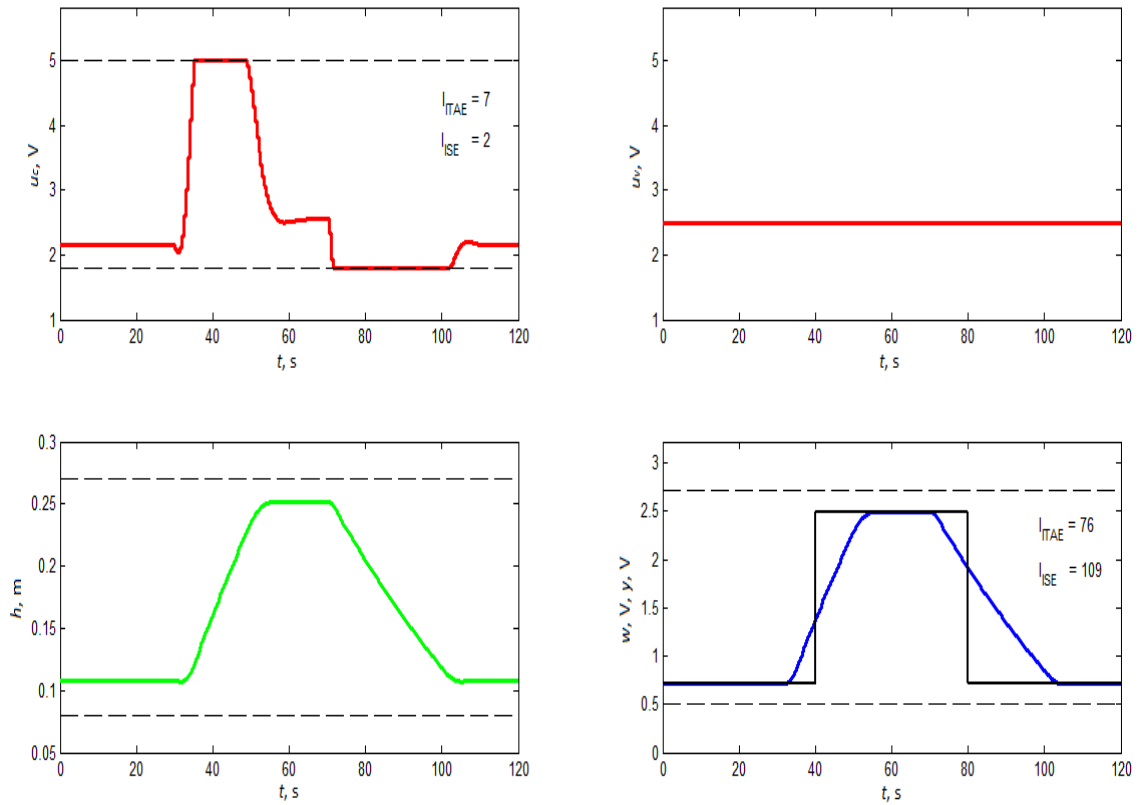 5
4
3
2
1
u_c, V
I_ITAE = 7
I_ISE = 2
0 20 40 60 80 100 120
t, s
5
4
3
2
1
u_v, V
0 20 40 60 80 100 120
t, s
0.3
0.25
0.2
0.15
0.1
0.05
h, m
0 20 40 60 80 100 120
t, s
3
2.5
2
1.5
1
0.5
0
w, V, y, V
I_ITAE = 76
I_ISE = 109
0 20 40 60 80 100 120
t, s